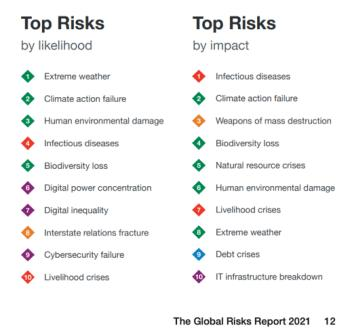 Top Risks
by likelihood
1 Extreme weather
2 Climate action failure
3 Human environmental damage
4 Infectious diseases
5 Biodiversity loss
6 Digital power concentration
7 Digital inequality
8 Interstate relations fracture
9 Cybersecurity failure
10 Livelihood crises
Top Risks
by impact
1 Infectious diseases
2 Climate action failure
3 Weapons of mass destruction
4 Biodiversity loss
5 Natural resource crises
6 Human environmental damage
7 Livelihood crises
8 Extreme weather
9 Debt crises
10 IT infrastructure breakdown
The Global Risks Report 2021 12